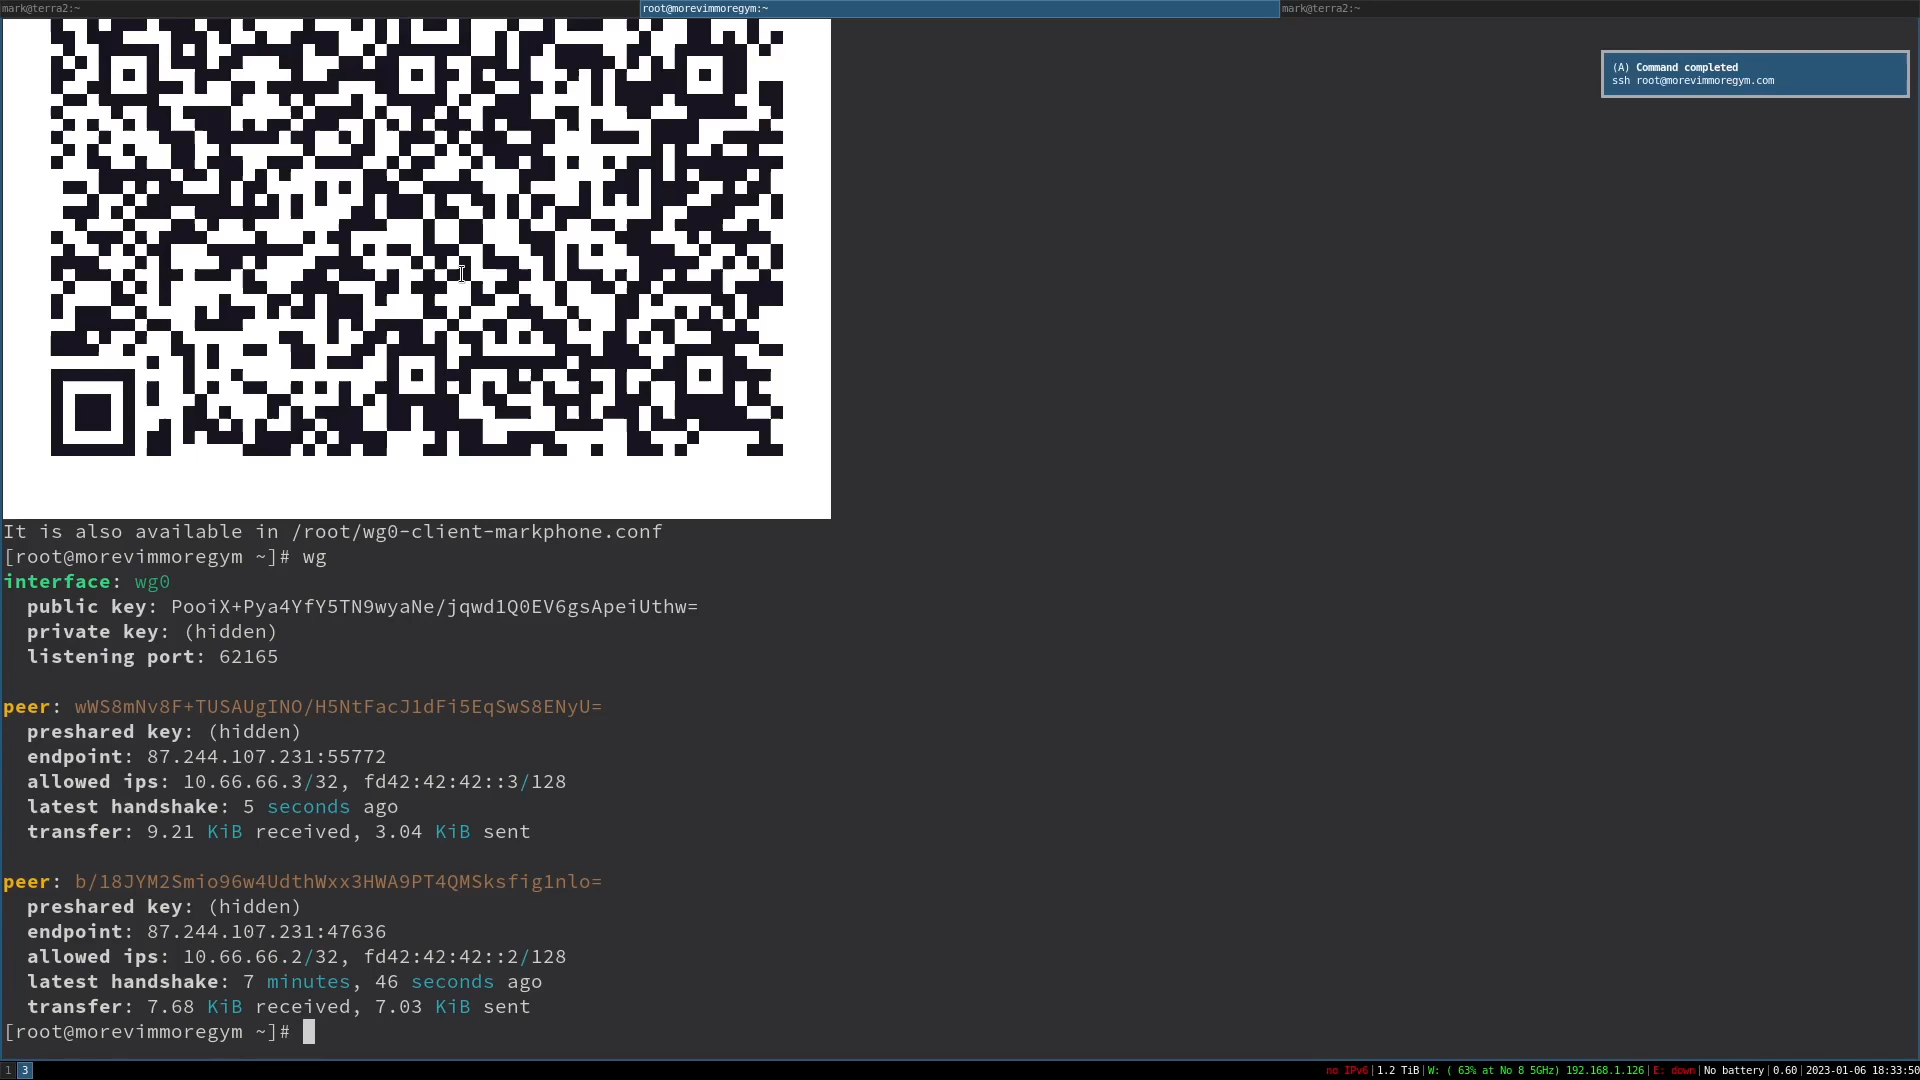 mark@terra2:~
root@morevimmoregym:~
mark@terra2:~
(A) Command completed
ssh root@morevimmoregym.com
It is also available in /root/wg0-client-markphone.conf
[root@morevimmoregym ~]# wg
interface: wg0
public key: PooiX+Pya4YfY5TN9wyaNe/jqwd1Q0EV6gsApeiUthw=
private key: (hidden)
listening port: 62165
peer: wWS8mNv8F+TUSAUgINO/H5NtFacJ1dFi5EqSwS8ENyU=
preshared key: (hidden)
endpoint: 87.244.107.231:55772
allowed ips: 10.66.66.3/32, fd42:42:42::3/128
latest handshake: 5 seconds ago
transfer: 9.21 KiB received, 3.04 KiB sent
peer: b/18JYM2Smio96w4UdthWxx3HWA9PT4QMSksfig1nlo=
preshared key: (hidden)
endpoint: 87.244.107.231:47636
allowed ips: 10.66.66.2/32, fd42:42:42::2/128
latest handshake: 7 minutes, 46 seconds ago
transfer: 7.68 KiB received, 7.03 KiB sent
[root@morevimmoregym ~]#
1 3
no IPv6|1.2 TiB|W: ( 63% at No 8 5GHz) 192.168.1.126|E: down|No battery|0.60|2023-01-06 18:33:50